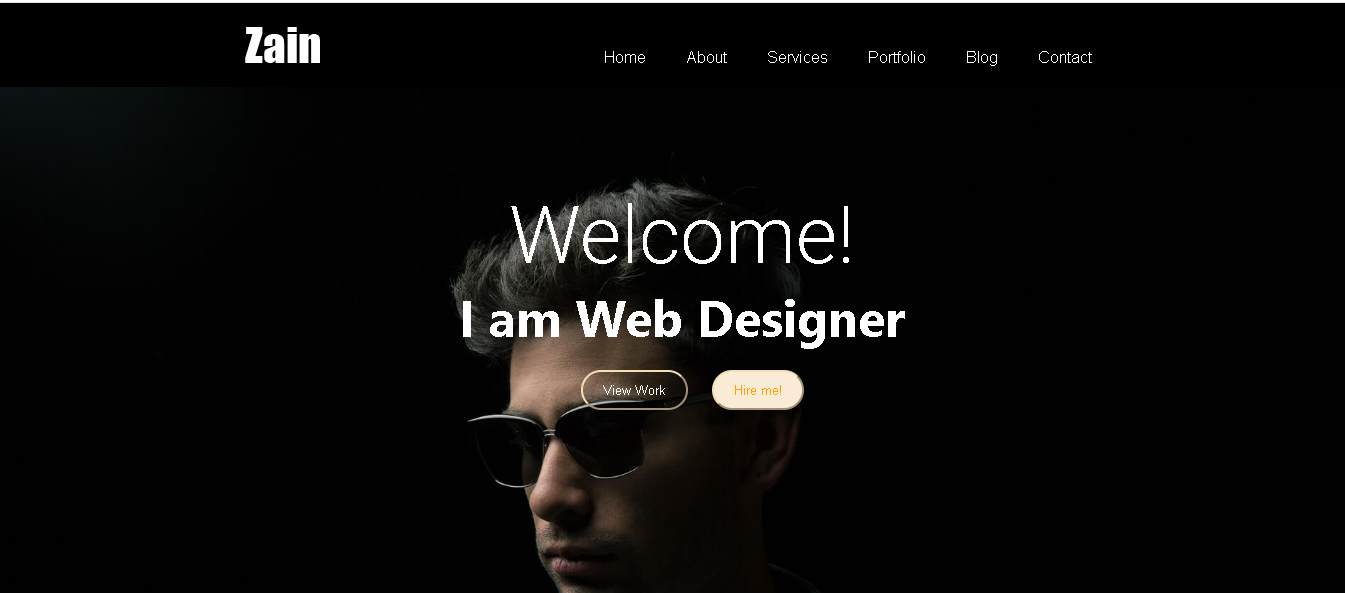 Zain
Home About Services Portfolio Blog Contact
Welcome!
I am Web Designer
View Work Hire me!